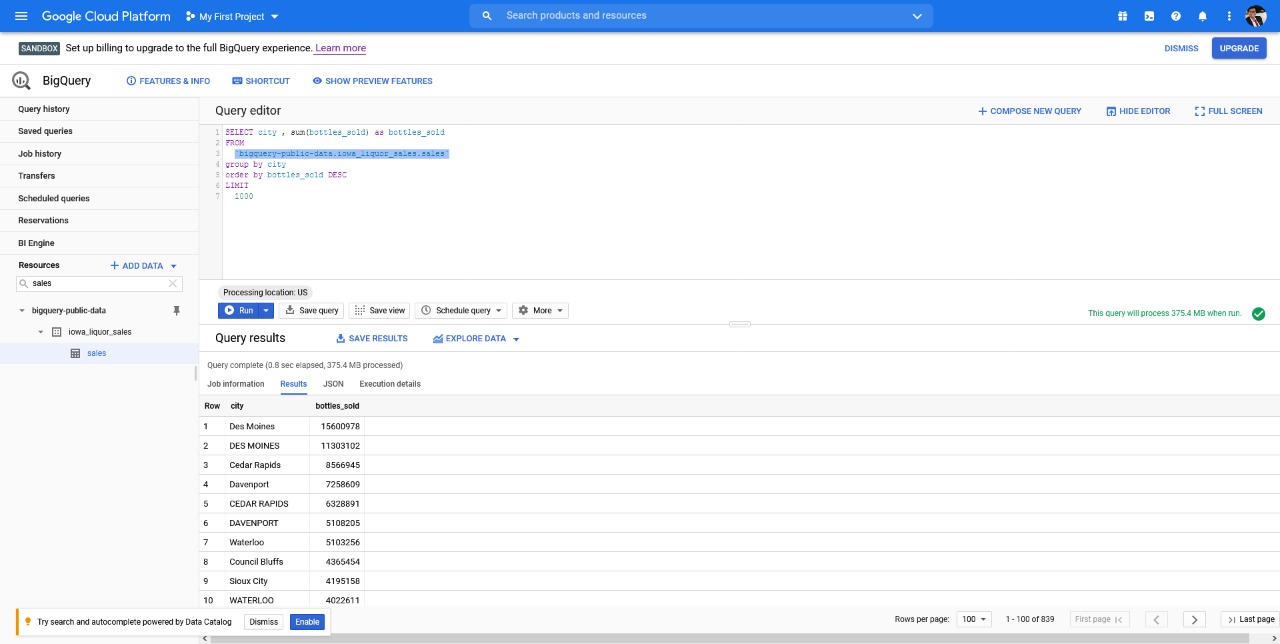 Google Cloud Platform My First Project Search products and resources
SANDBOX Set up billing to upgrade to the full BigQuery experience. Learn more DISMISS UPGRADE
BigQuery FEATURES & INFO SHORTCUT SHOW PREVIEW FEATURES
Query history
Saved queries
Job history
Transfers
Scheduled queries
Reservations
BI Engine
Resources ADD DATA
sales
bigquery-public-data
iowa_liquor_sales
sales
Query editor COMPOSE NEW QUERY HIDE EDITOR FULL SCREEN
1 SELECT city , sum(bottles_sold) as bottles_sold
2 FROM
3 `bigquery-public-data.iowa_liquor_sales.sales`
4 group by city
5 order by bottles_sold DESC
6 LIMIT
7 1000
Processing location: US
Run Save query Save view Schedule query More This query will process 375.4 MB when run.
Query results SAVE RESULTS EXPLORE DATA
Query complete (0.8 sec elapsed, 375.4 MB processed)
Job information Results JSON Execution details
Row city bottles_sold
1 Des Moines 15600978
2 DES MOINES 11303102
3 Cedar Rapids 8566945
4 Davenport 7258609
5 CEDAR RAPIDS 6328891
6 DAVENPORT 5108205
7 Waterloo 5103256
8 Council Bluffs 4365454
9 Sioux City 4195158
10 WATERLOO 4022611
Try search and autocomplete powered by Data Catalog Dismiss Enable
Rows per page: 100 1 - 100 of 839 First page Last page